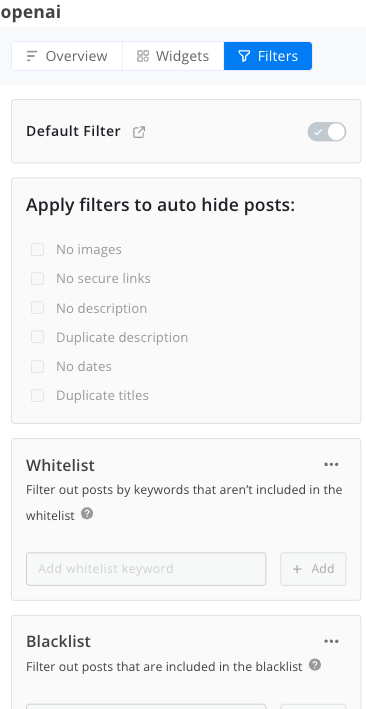 openai
Overview
Widgets
Filters
Default Filter
Apply filters to auto hide posts:
No images
No secure links
No description
Duplicate description
No dates
Duplicate titles
Whitelist
Filter out posts by keywords that aren't included in the
whitelist ?
Add whitelist keyword
+ Add
Blacklist
Filter out posts that are included in the blacklist ?